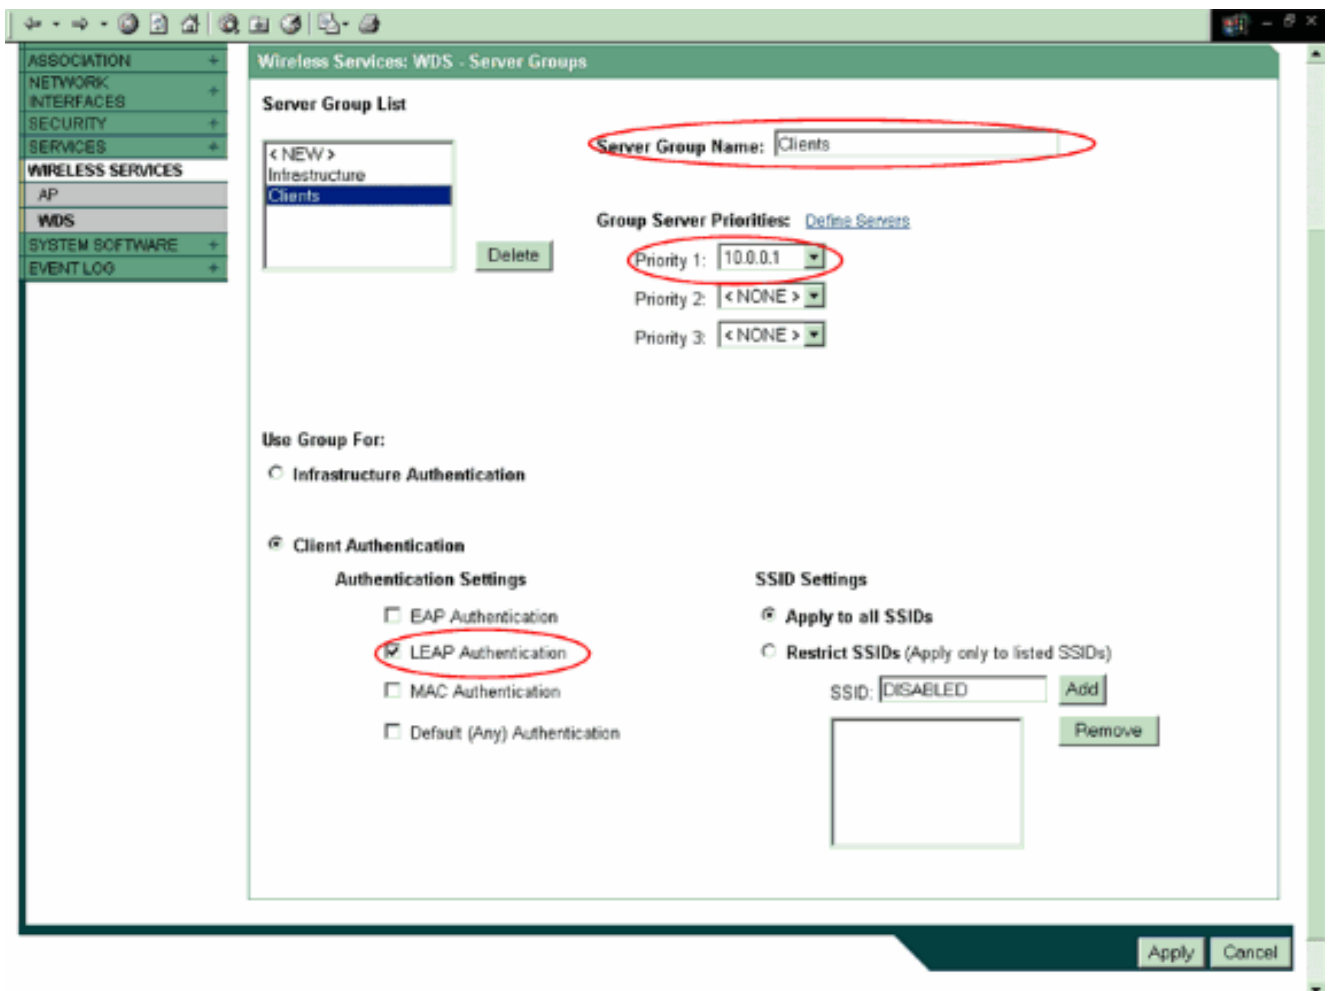 ASSOCIATION +
NETWORK INTERFACES +
SECURITY +
SERVICES +
WIRELESS SERVICES
AP
WDS
SYSTEM SOFTWARE +
EVENT LOG +
Wireless Services: WDS - Server Groups
Server Group List
< NEW >
Infrastructure
Clients
Delete
Server Group Name: Clients
Group Server Priorities: Define Servers
Priority 1: 10.0.0.1
Priority 2: < NONE >
Priority 3: < NONE >
Use Group For:
Infrastructure Authentication
Client Authentication
Authentication Settings
EAP Authentication
LEAP Authentication
MAC Authentication
Default (Any) Authentication
SSID Settings
Apply to all SSIDs
Restrict SSIDs (Apply only to listed SSIDs)
SSID: DISABLED Add
Remove
Apply Cancel